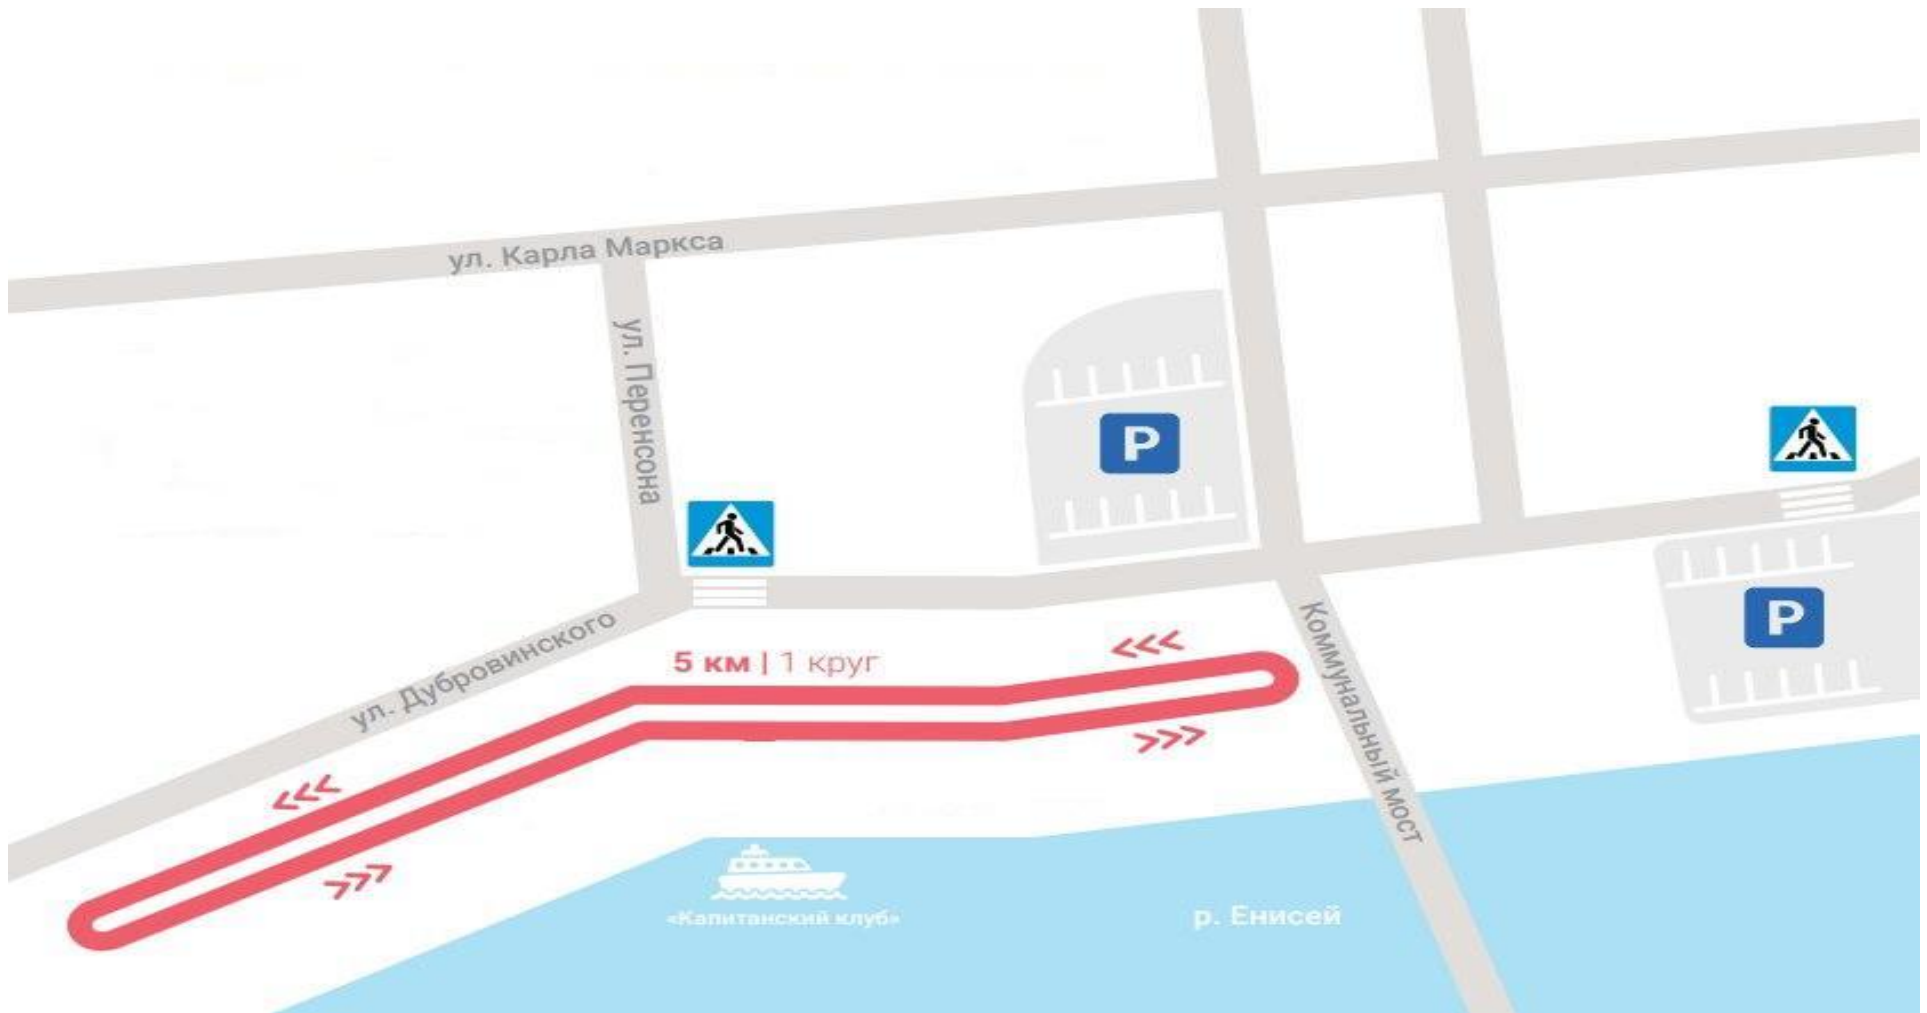 ул. Карла Маркса
ул. Перенсона
P
ул. Дубровинского
5 км | 1 круг
Коммунальный мост
P
«Капитанский клуб»
р. Енисей